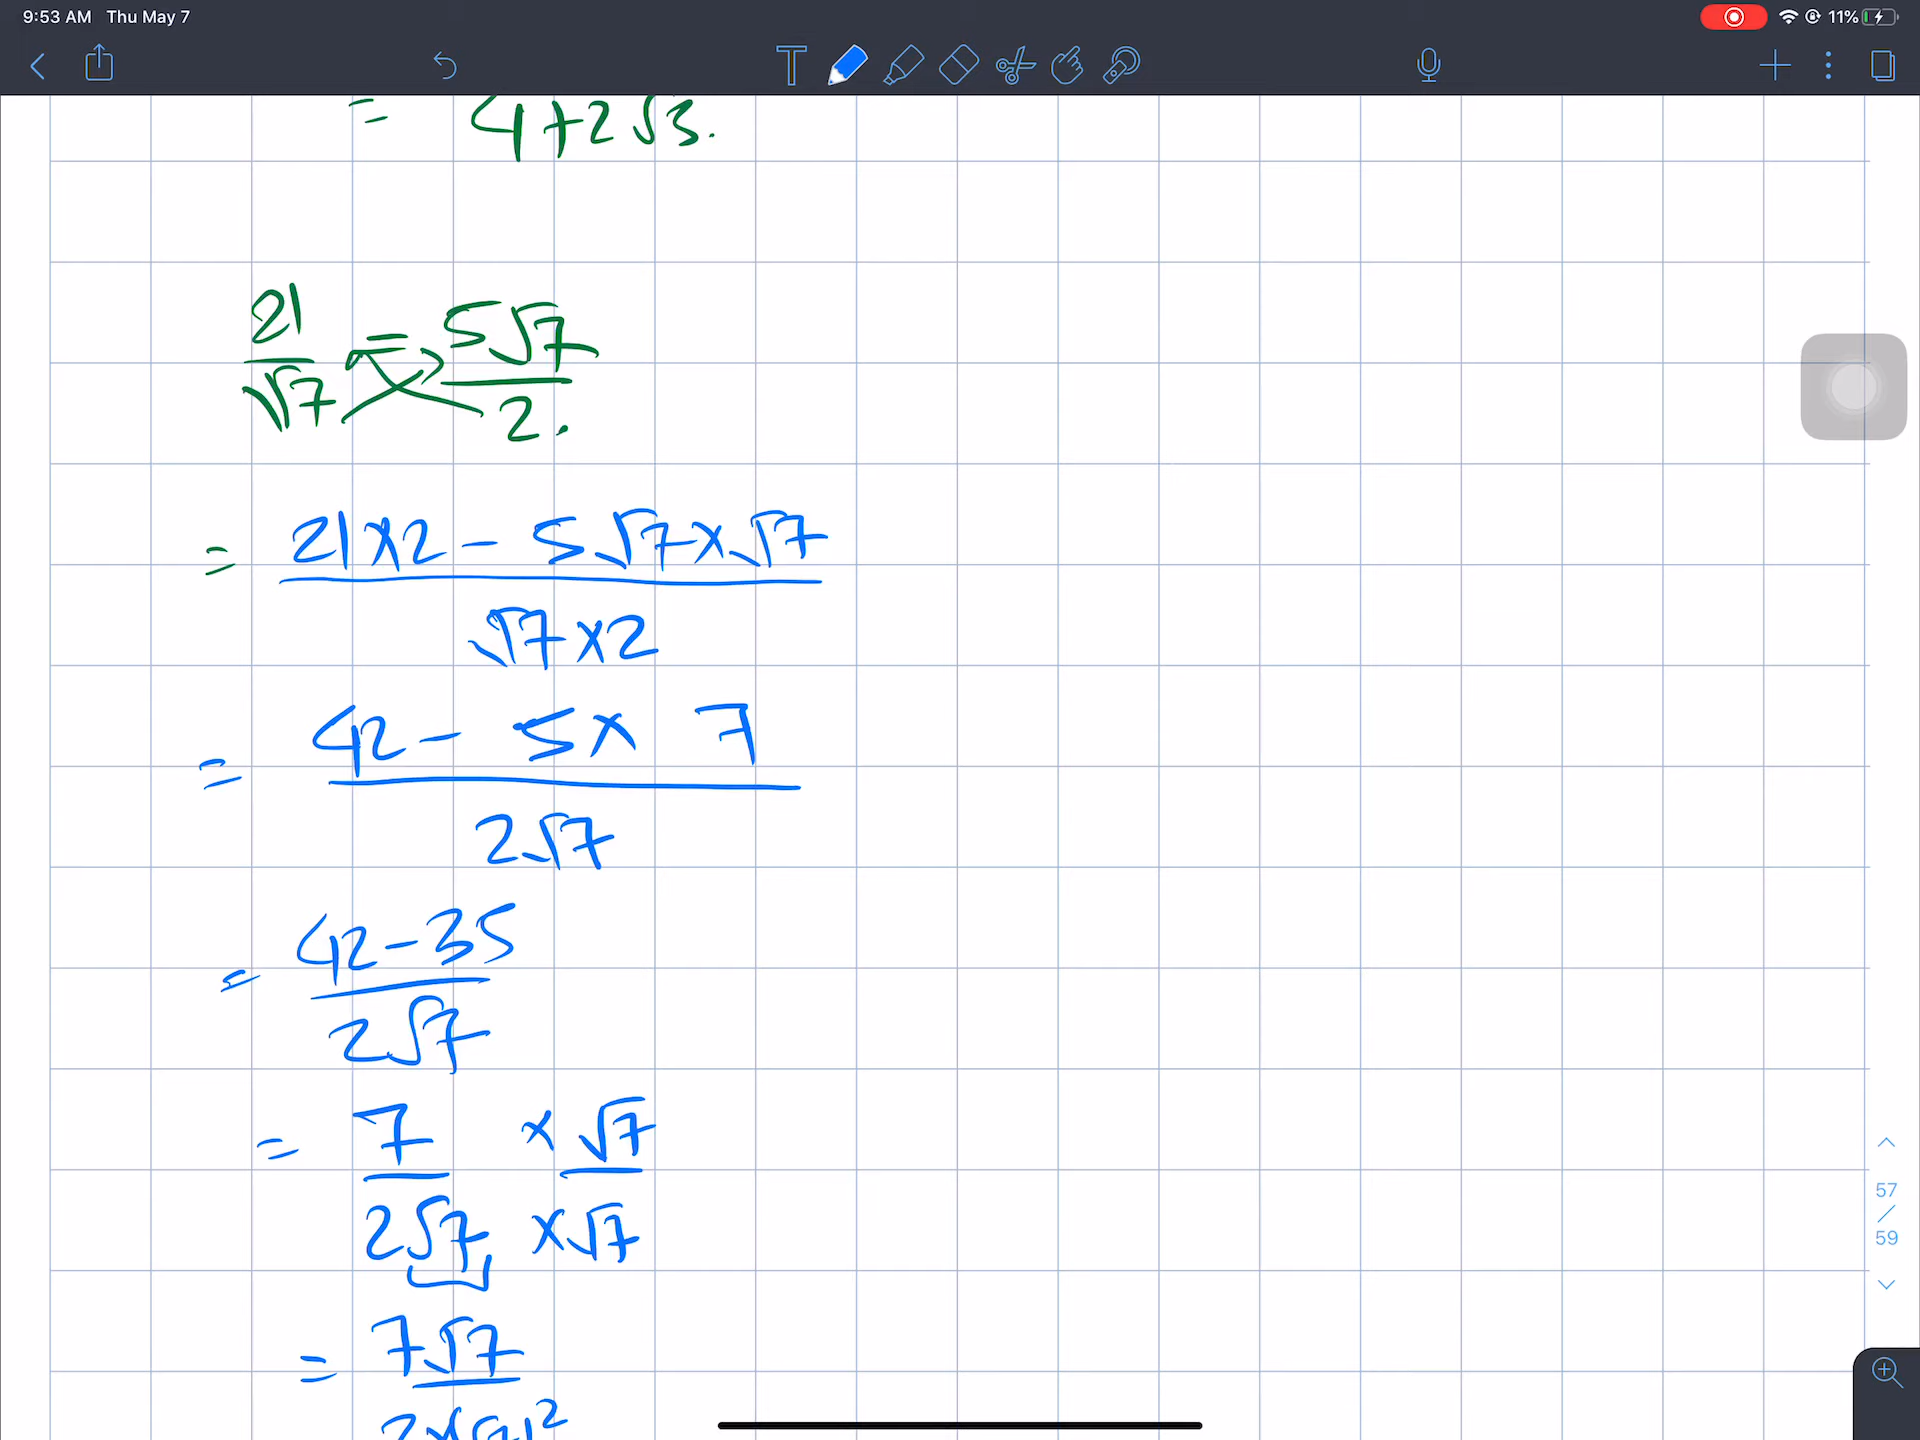 9:53 AM Thu May 7
11%
= 4+2√3.
21/√7 = 5√7/2.
= (21×2 - 5√7×√7)/(√7×2)
= (42 - 5× 7)/(2√7)
= (42-35)/(2√7)
= 7/(2√7) ×√7/×√7
= 7√7
57
/
59